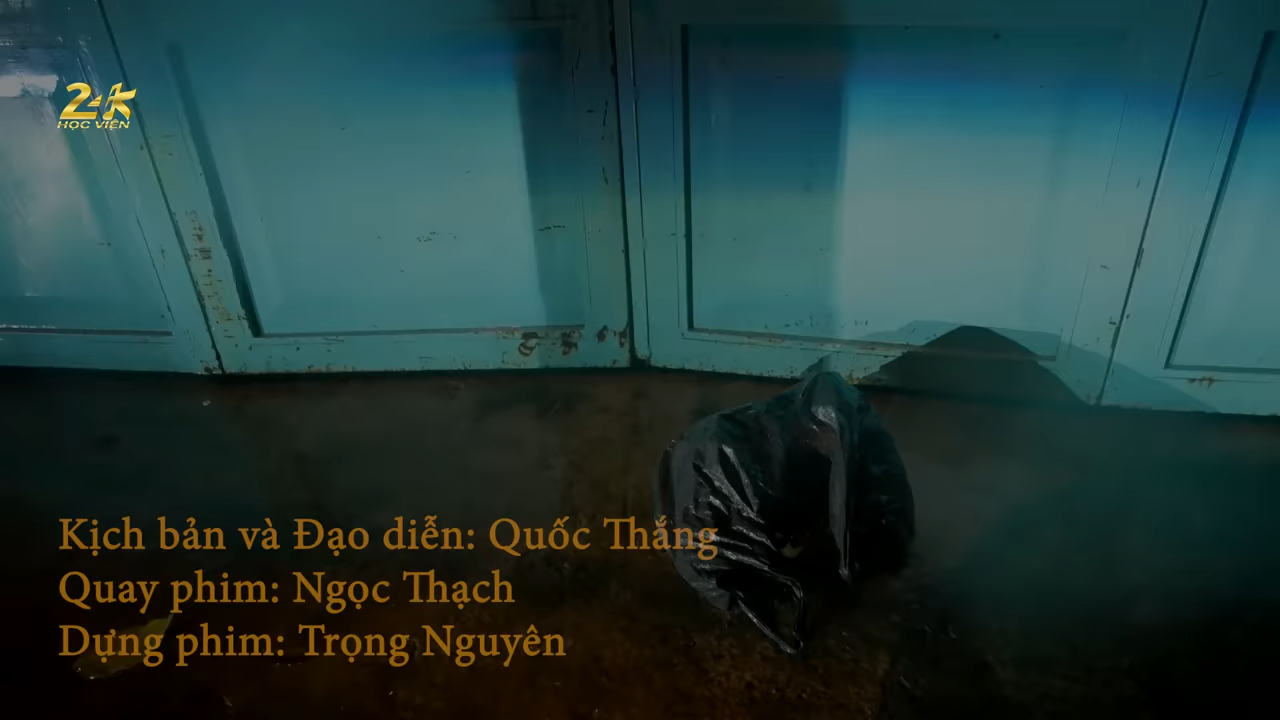 24k
HỌC VIỆN
Kịch bản và Đạo diễn: Quốc Thắng
Quay phim: Ngọc Thạch
Dựng phim: Trọng Nguyên